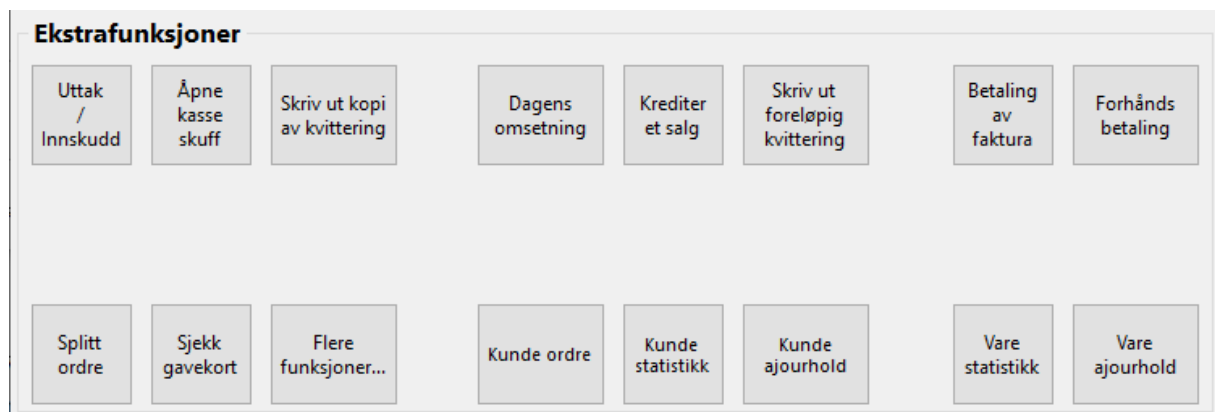 Ekstrafunksjoner
Uttak
/
Innskudd
Åpne
kasse
skuff
Skriv ut kopi
av kvittering
Dagens
omsetning
Krediter
et salg
Skriv ut
foreløpig
kvittering
Betaling
av
faktura
Forhånds
betaling
Splitt
ordre
Sjekk
gavekort
Flere
funksjoner...
Kunde ordre
Kunde
statistikk
Kunde
ajourhold
Vare
statistikk
Vare
ajourhold